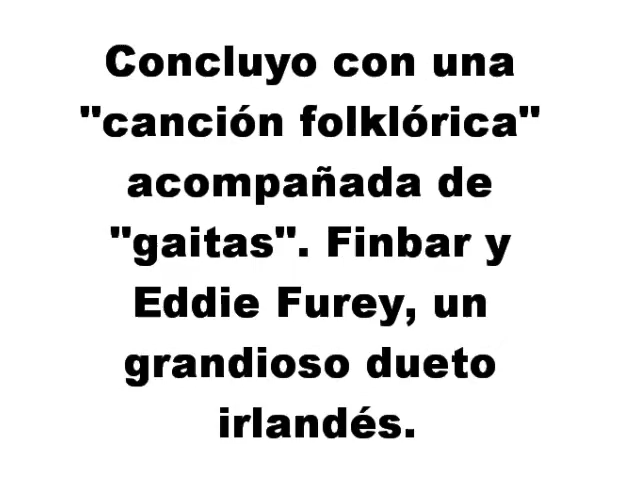 Concluyo con una
"canción folklórica"
acompañada de
"gaitas". Finbar y
Eddie Furey, un
grandioso dueto
irlandés.